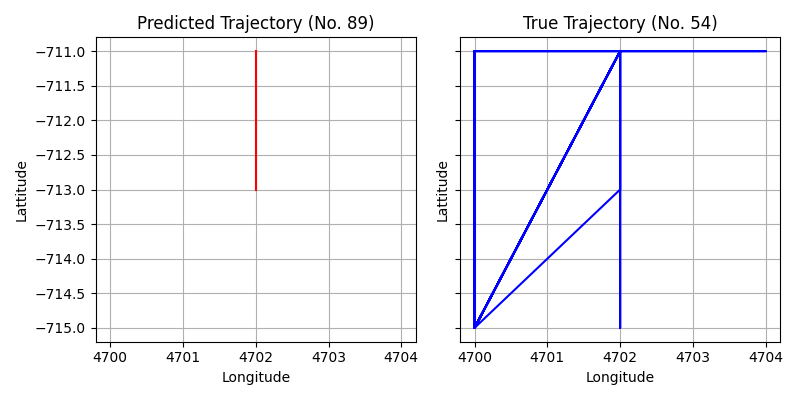 Predicted Trajectory (No. 89)
−711.0
−711.5
−712.0
−712.5
−713.0
−713.5
−714.0
−714.5
−715.0
Lattitude
4700 4701 4702 4703 4704
Longitude
True Trajectory (No. 54)
Lattitude
4700 4701 4702 4703 4704
Longitude